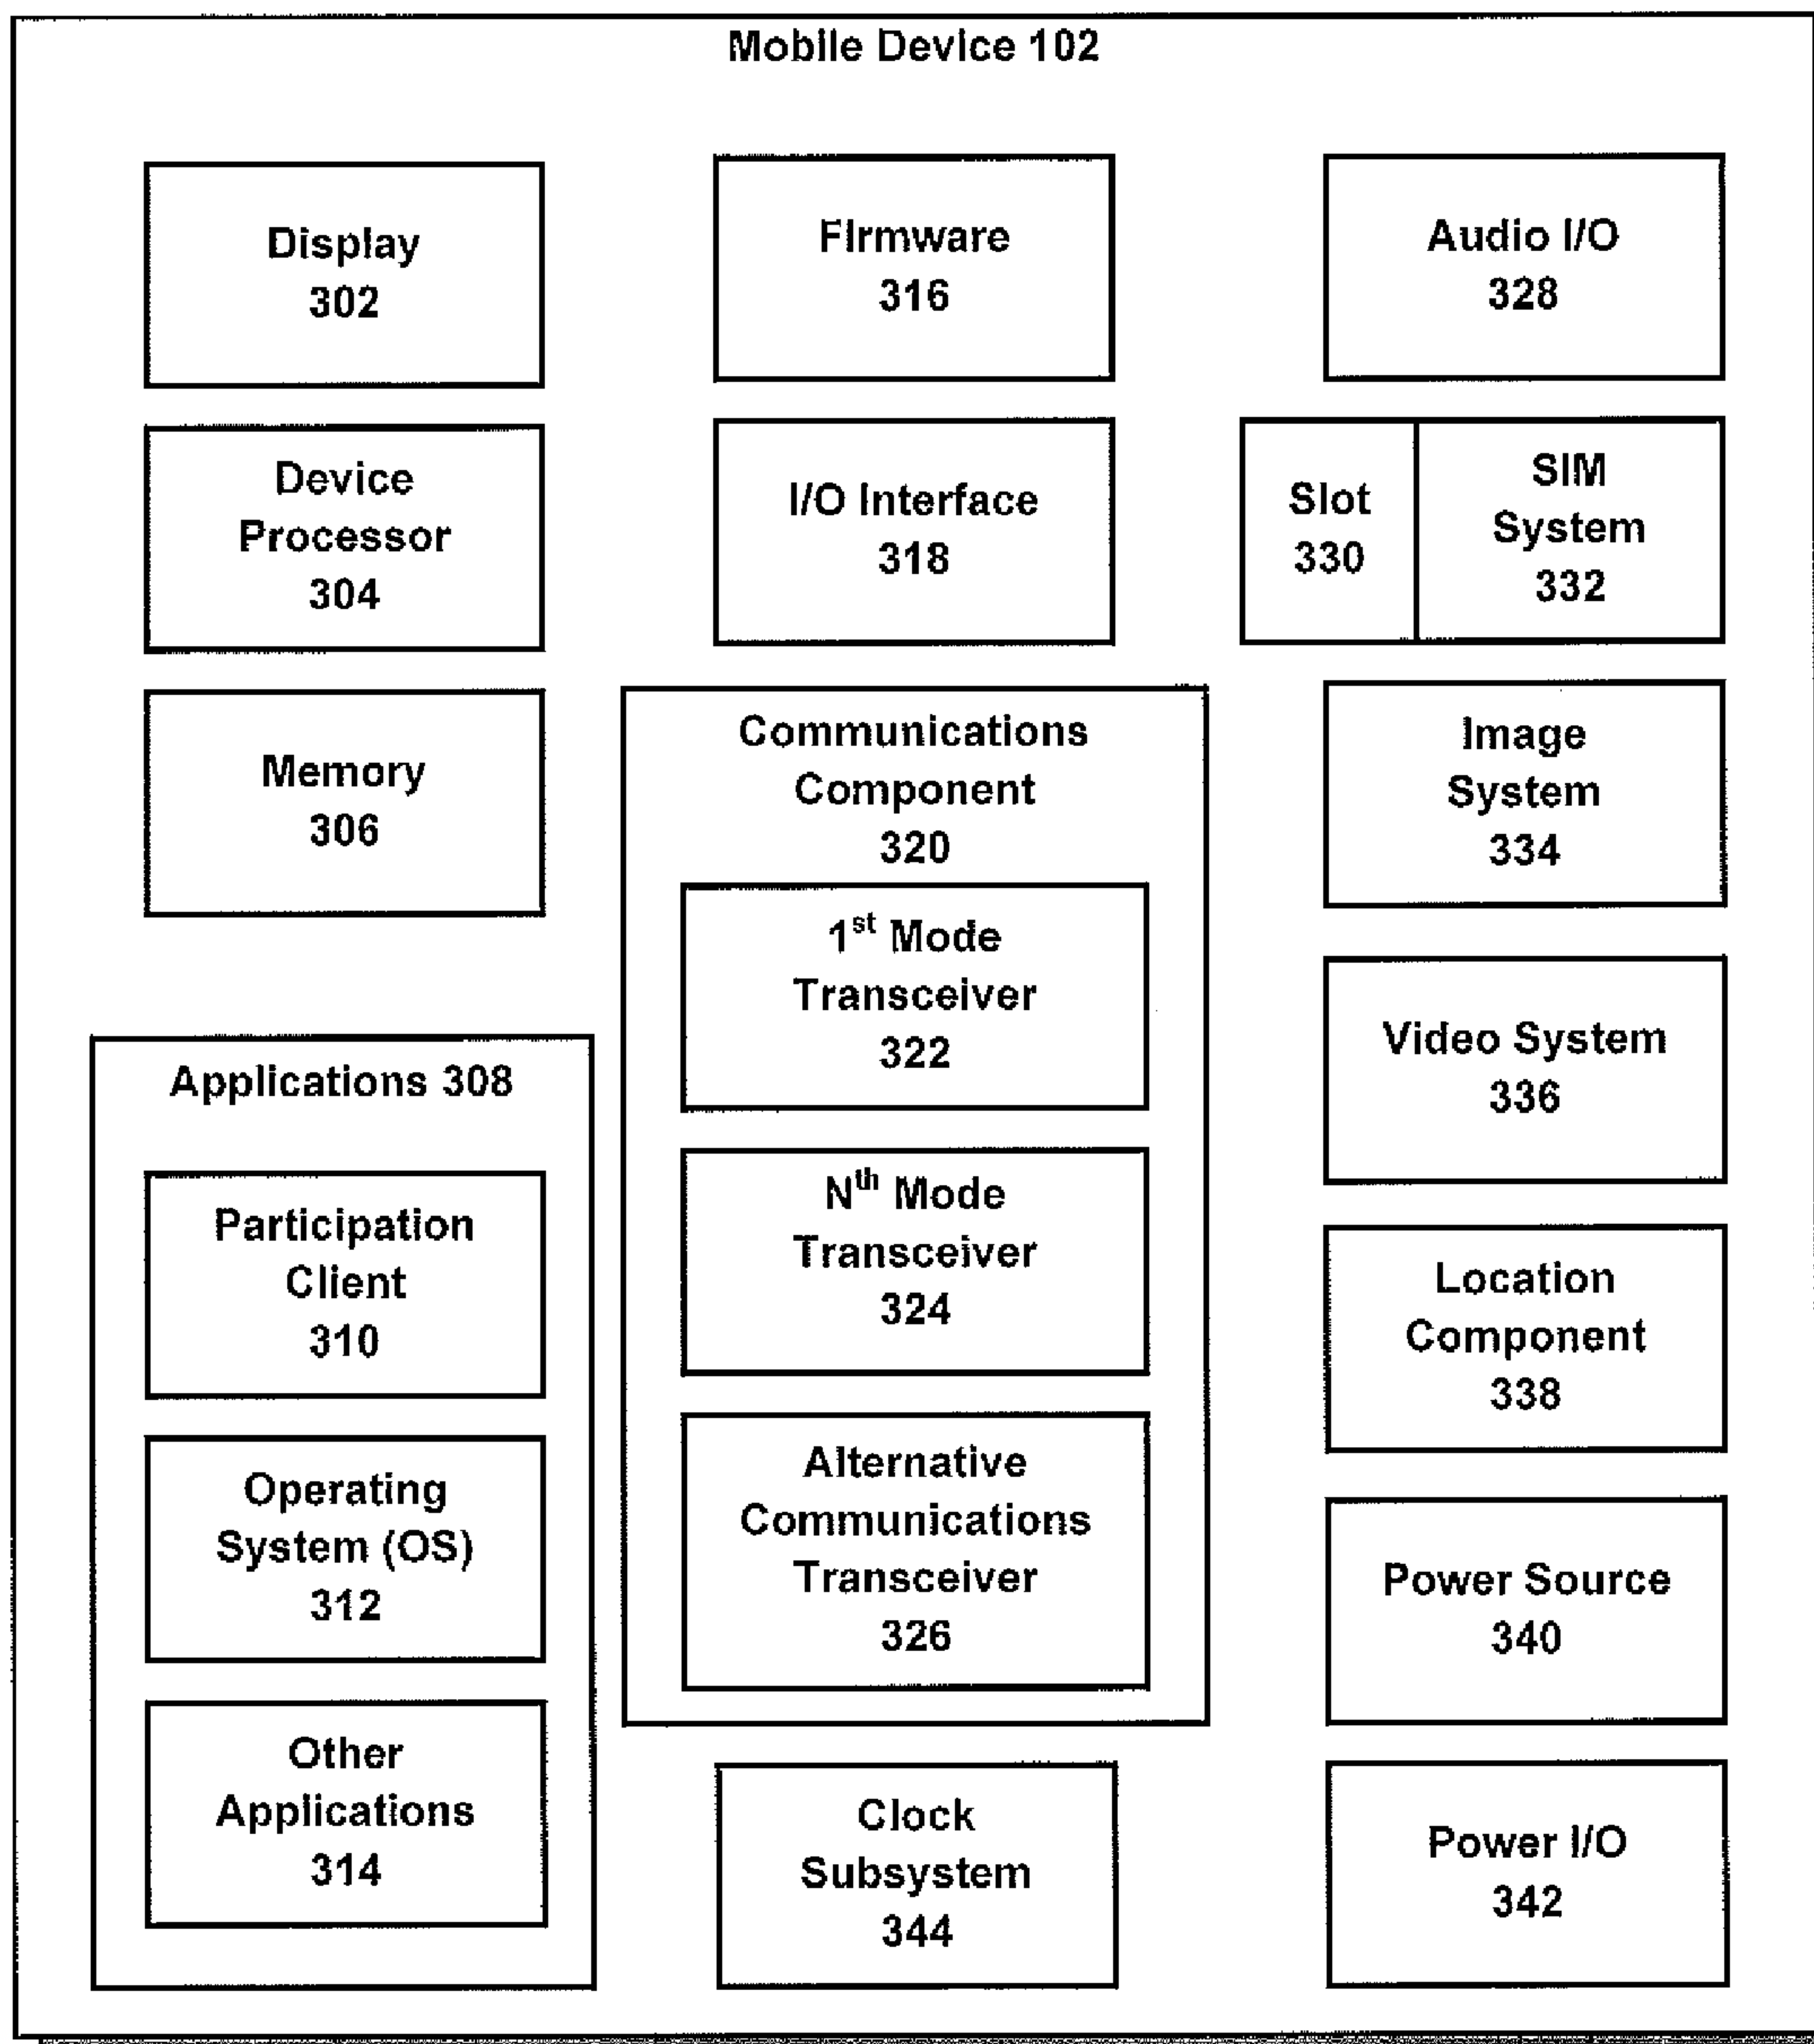 Mobile Device 102
Display
302
Device
Processor
304
Memory
306
Applications 308
Participation
Client
310
Operating
System (OS)
312
Other
Applications
314
Firmware
316
I/O Interface
318
Communications
Component
320
1st Mode
Transceiver
322
Nth Mode
Transceiver
324
Alternative
Communications
Transceiver
326
Clock
Subsystem
344
Audio I/O
328
Slot
330
SIM
System
332
Image
System
334
Video System
336
Location
Component
338
Power Source
340
Power I/O
342